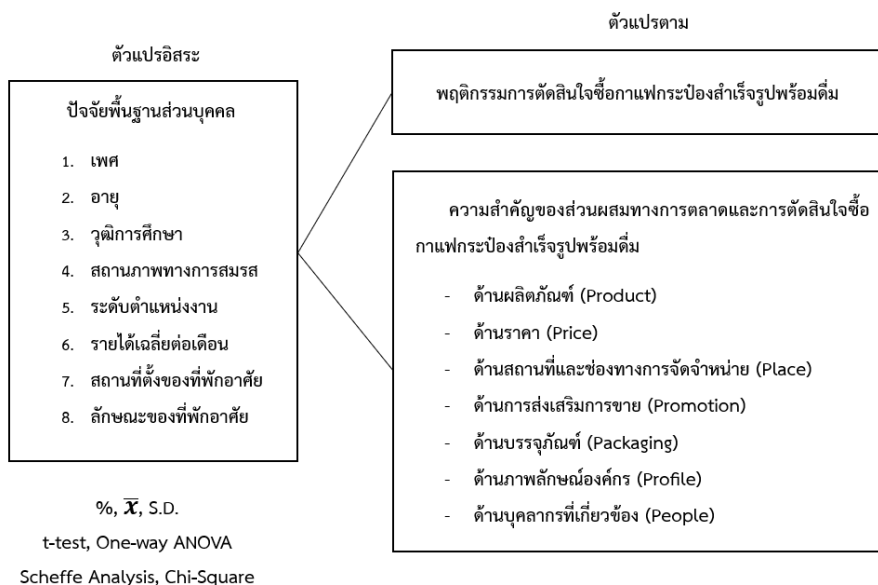 ตัวแปรอิสระ
ปัจจัยพื้นฐานส่วนบุคคล
1. เพศ
2. อายุ
3. วุฒิการศึกษา
4. สถานภาพทางการสมรส
5. ระดับตำแหน่งงาน
6. รายได้เฉลี่ยต่อเดือน
7. สถานที่ตั้งของที่พักอาศัย
8. ลักษณะของที่พักอาศัย
%, x̄, S.D.
t-test, One-way ANOVA
Scheffe Analysis, Chi-Square
ตัวแปรตาม
พฤติกรรมการตัดสินใจซื้อกาแฟกระป๋องสำเร็จรูปพร้อมดื่ม
ความสำคัญของส่วนผสมทางการตลาดและการตัดสินใจซื้อ
กาแฟกระป๋องสำเร็จรูปพร้อมดื่ม
- ด้านผลิตภัณฑ์ (Product)
- ด้านราคา (Price)
- ด้านสถานที่และช่องทางการจัดจำหน่าย (Place)
- ด้านการส่งเสริมการขาย (Promotion)
- ด้านบรรจุภัณฑ์ (Packaging)
- ด้านภาพลักษณ์องค์กร (Profile)
- ด้านบุคลากรที่เกี่ยวข้อง (People)